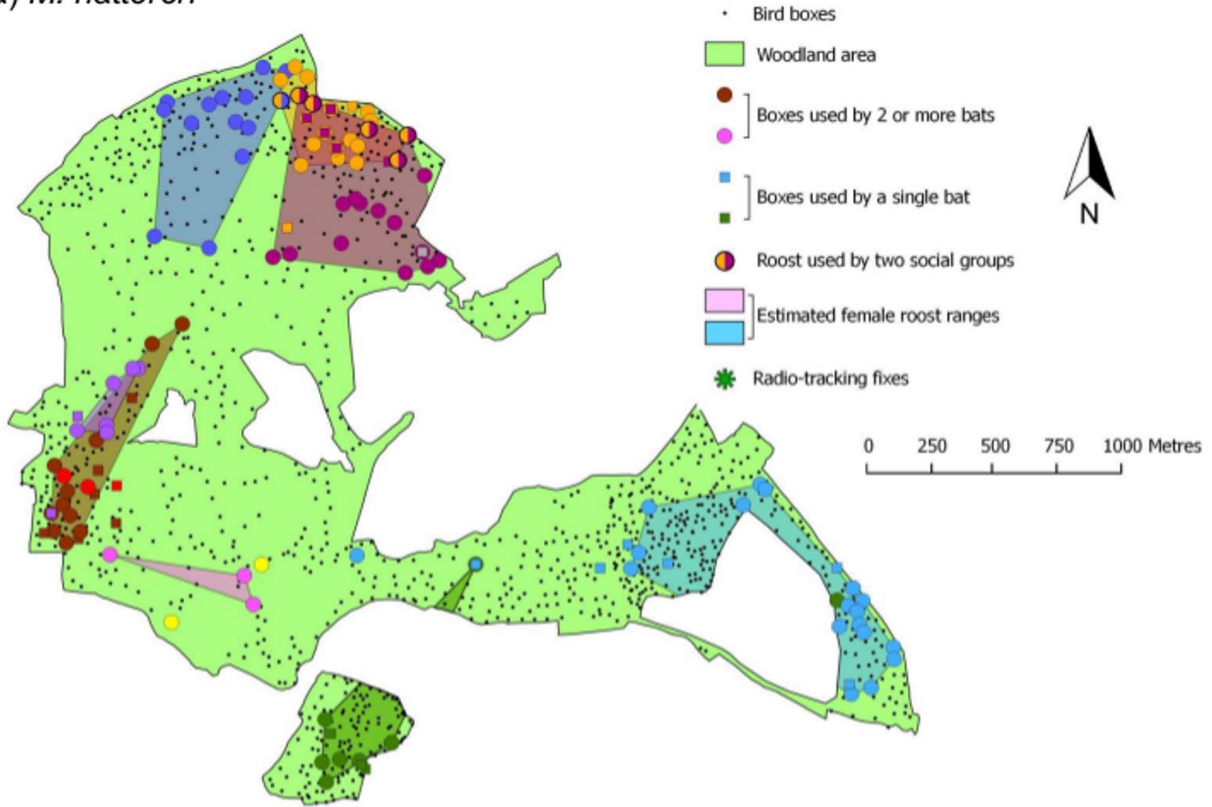 M. nattereri
Bird boxes
Woodland area
Boxes used by 2 or more bats
Boxes used by a single bat
Roost used by two social groups
Estimated female roost ranges
Radio-tracking fixes
N
0 250 500 750 1000 Metres